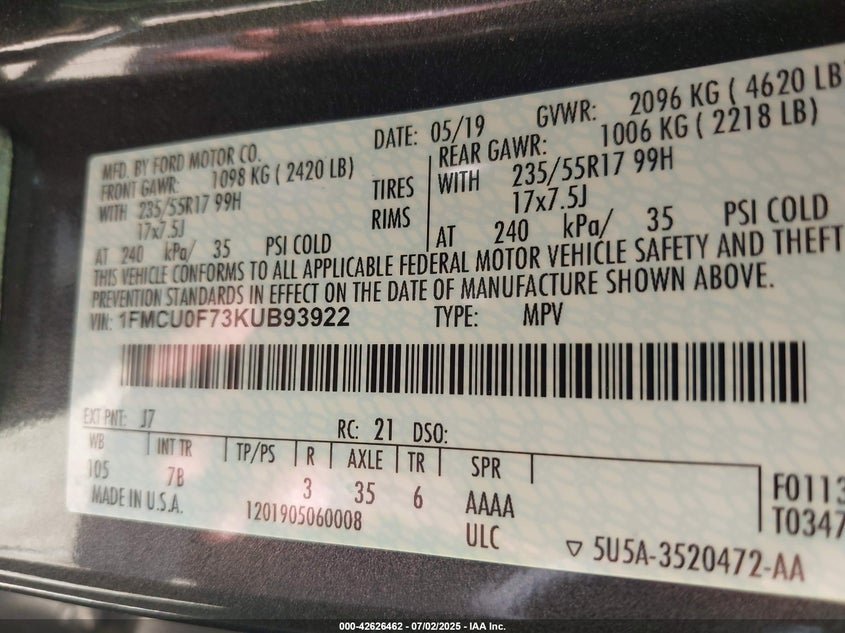 MFD. BY FORD MOTOR CO.
DATE: 05/19
GVWR: 2096 KG ( 4620 LB
FRONT GAWR: 1098 KG ( 2420 LB)
REAR GAWR: 1006 KG ( 2218 LB)
WITH 235/55R17 99H
TIRES
WITH 235/55R17 99H
17x7.5J
RIMS
17x7.5J
AT 240 kPa/ 35 PSI COLD
AT 240 kPa/ 35 PSI COLD
THIS VEHICLE CONFORMS TO ALL APPLICABLE FEDERAL MOTOR VEHICLE SAFETY AND THEFT
PREVENTION STANDARDS IN EFFECT ON THE DATE OF MANUFACTURE SHOWN ABOVE.
VIN: 1FMCU0F73KUB93922
TYPE: MPV
EXT PNT: J7
RC: 21 DSO:
WB INT TR TP/PS R AXLE TR SPR
105 7B 3 35 6 AAAA
MADE IN U.S.A.
1201905060008
ULC
F0113
T0347
▽ 5U5A-3520472-AA
000-42626462 - 07/02/2025 - IAA Inc.